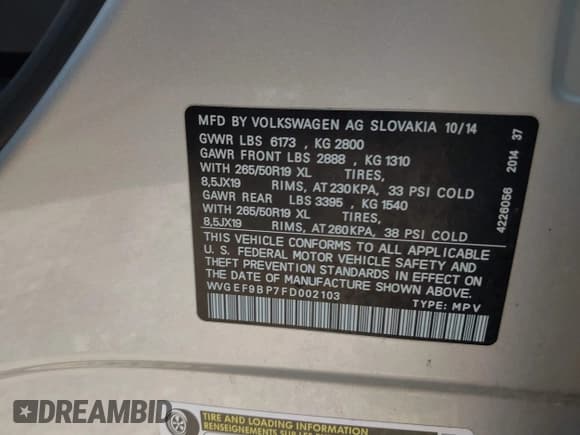 MFD BY VOLKSWAGEN AG SLOVAKIA 10/14
GVWR LBS 6173 , KG 2800
GAWR FRONT LBS 2888 , KG 1310
WITH 265/50R19 XL TIRES,
8,5JX19 RIMS, AT 230KPA, 33 PSI COLD
GAWR REAR LBS 3395 , KG 1540
WITH 265/50R19 XL TIRES,
8,5JX19 RIMS, AT 260KPA, 38 PSI COLD
THIS VEHICLE CONFORMS TO ALL APPLICABLE
U. S. FEDERAL MOTOR VEHICLE SAFETY AND
THEFT PREVENTION STANDARDS IN EFFECT ON
THE DATE OF MANUFACTURE SHOWN ABOVE.
WVGEF9BP7FD002103
TYPE: MPV
4226056 2014 37
TIRE AND LOADING INFORMATION
RENSEIGNEMENTS SUR LES
DREAMBID